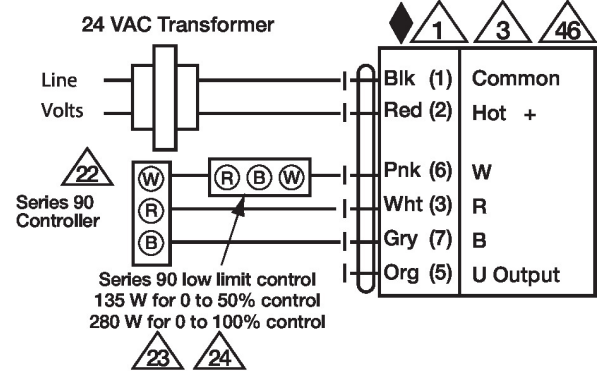 24 VAC Transformer
1 3 46
Line
Volts
Blk (1) Common
Red (2) Hot +
22
Series 90
Controller
W R B W Pnk (6) W
R Wht (3) R
B Gry (7) B
Org (5) U Output
Series 90 low limit control
135 W for 0 to 50% control
280 W for 0 to 100% control
23 24